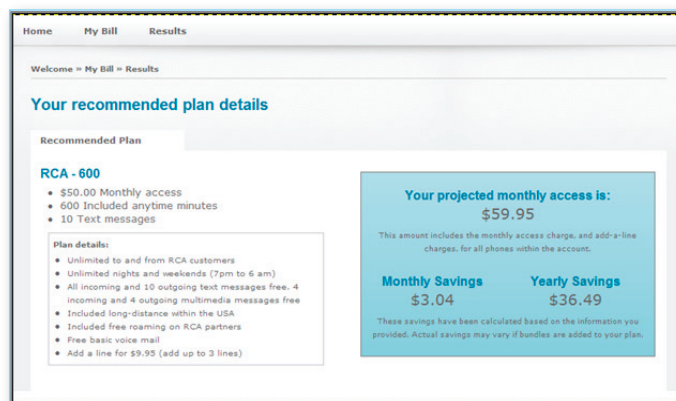 Home My Bill Results
Welcome » My Bill » Results
Your recommended plan details
Recommended Plan
RCA - 600
• $50.00 Monthly access
• 600 Included anytime minutes
• 10 Text messages
Plan details:
• Unlimited to and from RCA customers
• Unlimited nights and weekends (7pm to 6 am)
• All incoming and 10 outgoing text messages free. 4
incoming and 4 outgoing multimedia messages free
• Included long-distance within the USA
• Included free roaming on RCA partners
• Free basic voice mail
• Add a line for $9.95 (add up to 3 lines)
Your projected monthly access is:
$59.95
This amount includes the monthly access charge, and add-a-line
charges, for all phones within the account.
Monthly Savings Yearly Savings
$3.04 $36.49
These savings have been calculated based on the information you
provided. Actual savings may vary if bundles are added to your plan.